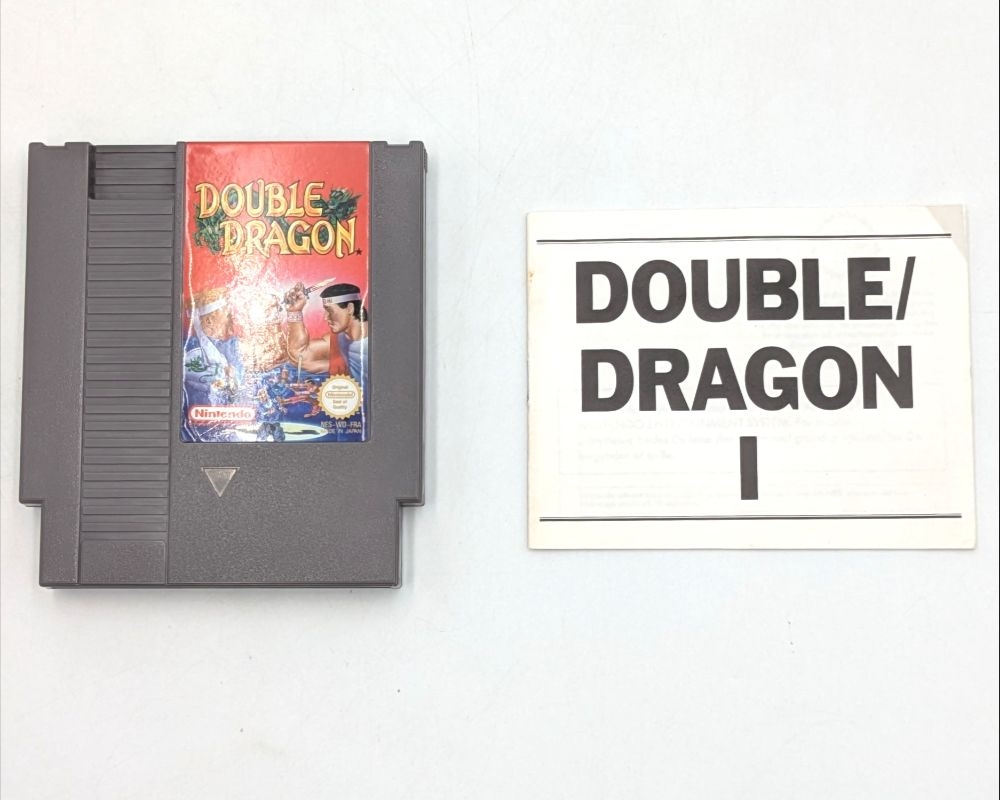 DOUBLE
DRAGON
Nintendo
Original
Nintendo
Seal of
Quality
NES-WD-FRA
MADE IN JAPAN
DOUBLE/
DRAGON
I